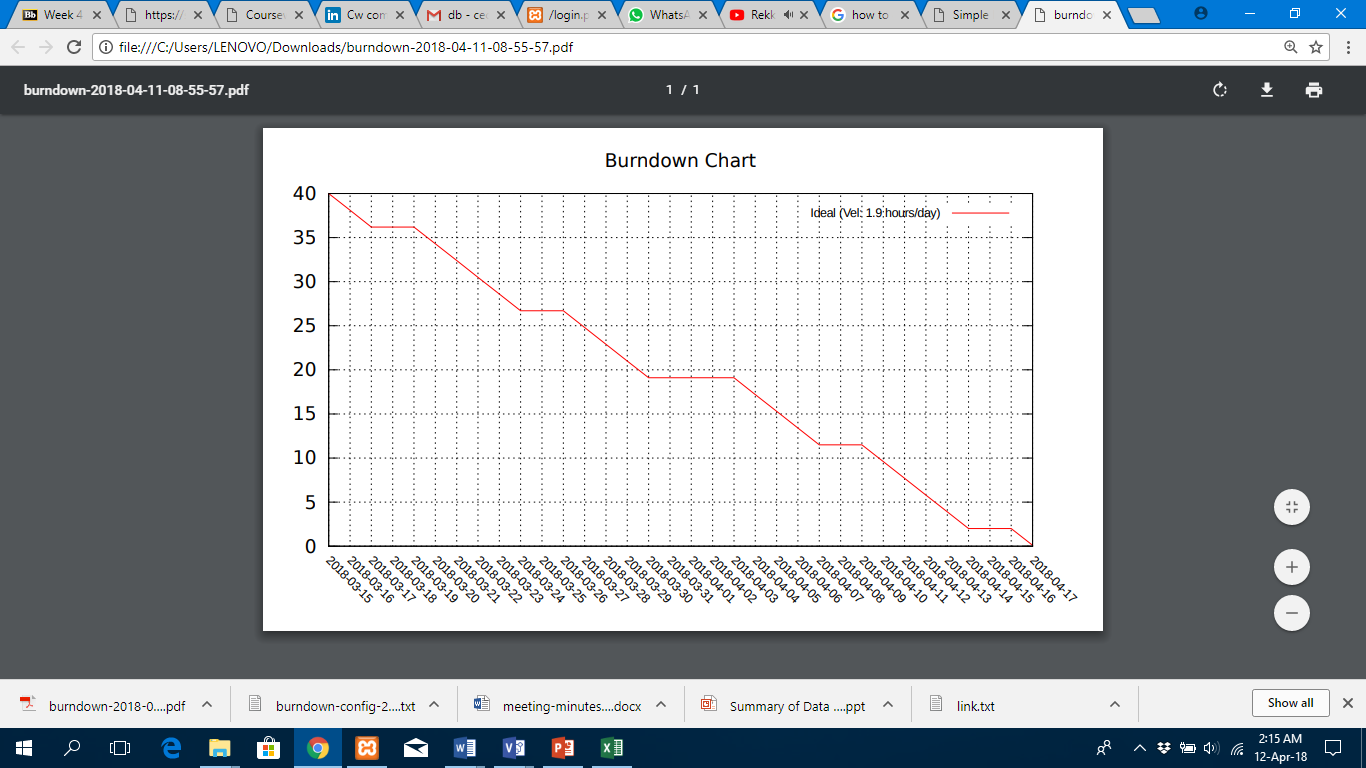 Week 4
https:/
Course
Cw con
db - ce
/login.p
WhatsA
Rekk
how to
Simple
burndo
file:///C:/Users/LENOVO/Downloads/burndown-2018-04-11-08-55-57.pdf
burndown-2018-04-11-08-55-57.pdf
1 / 1
Burndown Chart
Ideal (Vel: 1.9 hours/day)
40
35
30
25
20
15
10
5
0
2018-03-15
2018-03-16
2018-03-17
2018-03-18
2018-03-19
2018-03-20
2018-03-21
2018-03-22
2018-03-23
2018-03-24
2018-03-25
2018-03-26
2018-03-27
2018-03-28
2018-03-29
2018-03-30
2018-03-31
2018-04-01
2018-04-02
2018-04-03
2018-04-04
2018-04-05
2018-04-06
2018-04-07
2018-04-08
2018-04-09
2018-04-10
2018-04-11
2018-04-12
2018-04-13
2018-04-14
2018-04-15
2018-04-16
2018-04-17
burndown-2018-0....pdf
burndown-config-2....txt
meeting-minutes....docx
Summary of Data ....ppt
link.txt
Show all
2:15 AM
12-Apr-18